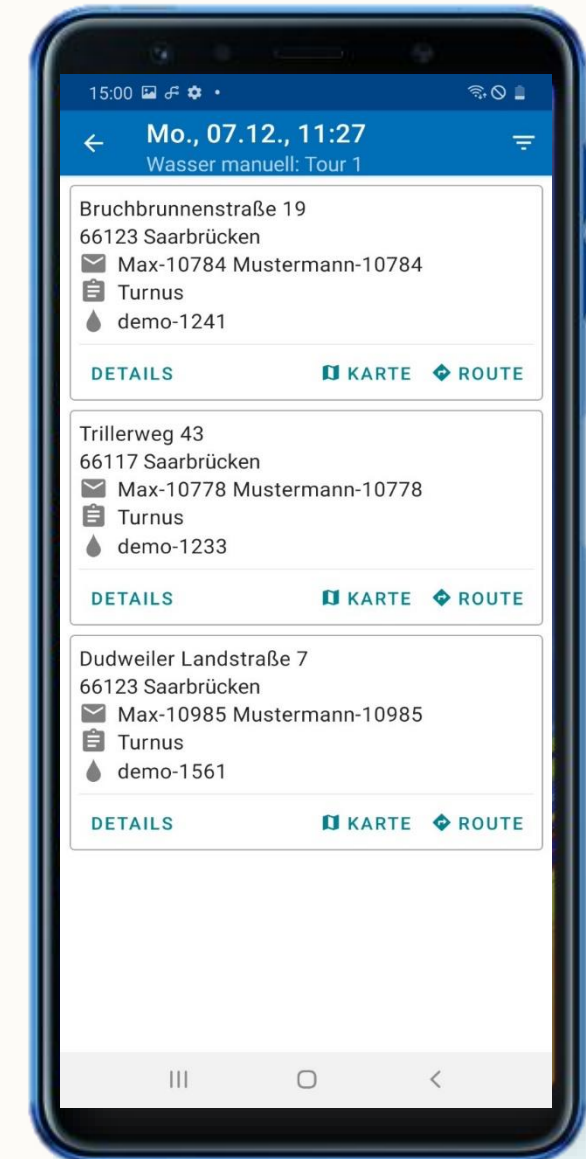 15:00
Mo., 07.12., 11:27
Wasser manuell: Tour 1
Bruchbrunnenstraße 19
66123 Saarbrücken
Max-10784 Mustermann-10784
Turnus
demo-1241
DETAILS KARTE ROUTE
Trillerweg 43
66117 Saarbrücken
Max-10778 Mustermann-10778
Turnus
demo-1233
DETAILS KARTE ROUTE
Dudweiler Landstraße 7
66123 Saarbrücken
Max-10985 Mustermann-10985
Turnus
demo-1561
DETAILS KARTE ROUTE